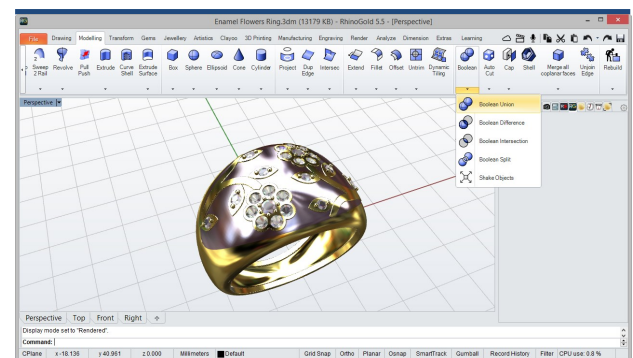 Enamel Flowers Ring.3dm (13179 KB) - RhinoGold 5.5 - [Perspective]
File Drawing Modelling Transform Gems Jewellery Artistics Clayoo 3D Printing Manufacturing Engraving Render Analyze Dimension Extras Learning
Sweep 2 Rail Revolve Pull Push Extrude Curve Shell Extrude Surface Box Sphere Ellipsoid Cone Cylinder Project Dup Edge Intersec Extend Fillet Offset Untrim Dynamic Tiling Boolean Auto Cut Cap Shell Merge all coplanar faces Unjoin Edge Rebuild
Perspective
Boolean Union
Boolean Difference
Boolean Intersection
Boolean Split
Shake Objects
Perspective Top Front Right
Display mode set to "Rendered".
Command:
CPlane x -18.136 y 40.951 z 0.000 Millimeters Default Grid Snap Ortho Planar Osnap SmartTrack Gumball Record History Filter CPU use: 0.8 %